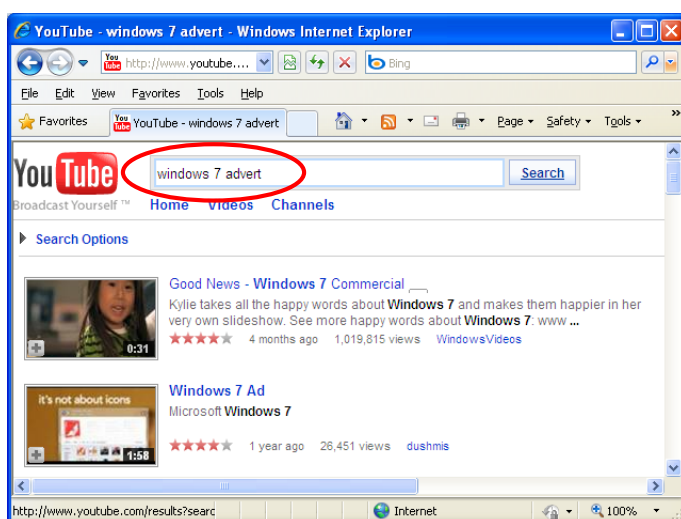 YouTube - windows 7 advert - Windows Internet Explorer
http://www.youtube.... Bing
File Edit View Favorites Tools Help
Favorites YouTube - windows 7 advert Page Safety Tools »
You Tube windows 7 advert Search
Broadcast Yourself ™ Home Videos Channels
Search Options
Good News - Windows 7 Commercial
Kylie takes all the happy words about Windows 7 and makes them happier in her
very own slideshow. See more happy words about Windows 7: www ...
0:31 4 months ago 1,019,815 views WindowsVideos
it's not about icons Windows 7 Ad
Microsoft Windows 7
1:58 1 year ago 26,451 views dushmis
http://www.youtube.com/results?searc Internet 100%